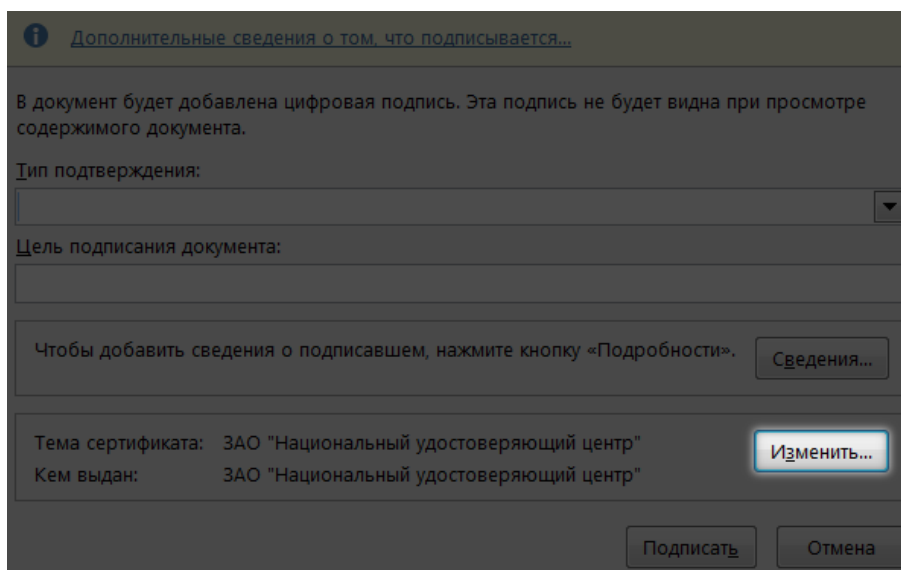 Дополнительные сведения о том, что подписывается...
В документ будет добавлена цифровая подпись. Эта подпись не будет видна при просмотре
содержимого документа.
Тип подтверждения:
Цель подписания документа:
Чтобы добавить сведения о подписавшем, нажмите кнопку «Подробности».
Сведения...
Тема сертификата: ЗАО "Национальный удостоверяющий центр"
Изменить...
Кем выдан: ЗАО "Национальный удостоверяющий центр"
Подписать Отмена